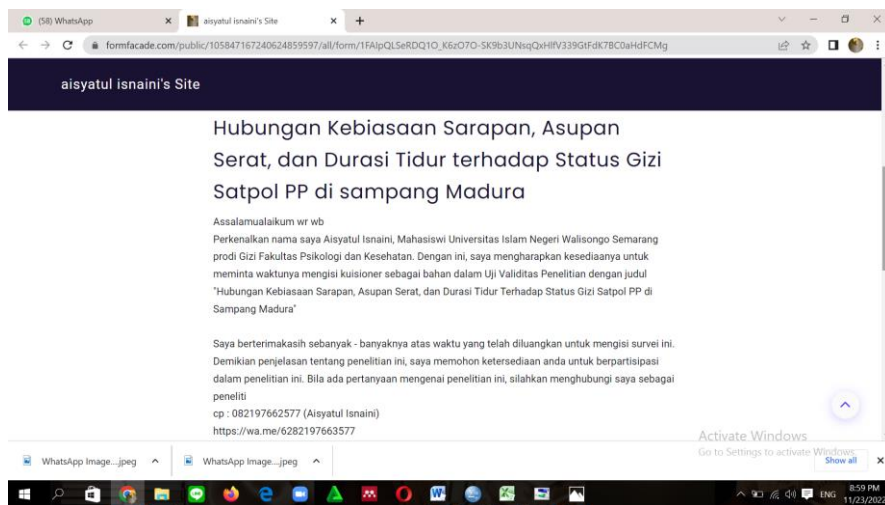 (58) WhatsApp
aisyatul isnaini's Site
formfacade.com/public/105847167240624859597/all/form/1FAIpQLSeRDQ1O_K6zO7O-SK9b3UNsqQxHlfV339GtFdK7BC0aHdFCMg
aisyatul isnaini's Site
Hubungan Kebiasaan Sarapan, Asupan
Serat, dan Durasi Tidur terhadap Status Gizi
Satpol PP di sampang Madura
Assalamualaikum wr wb
Perkenalkan nama saya Aisyatul Isnaini, Mahasiswi Universitas Islam Negeri Walisongo Semarang
prodi Gizi Fakultas Psikologi dan Kesehatan. Dengan ini, saya mengharapkan kesediaanya untuk
meminta waktunya mengisi kuisioner sebagai bahan dalam Uji Validitas Penelitian dengan judul
"Hubungan Kebiasaan Sarapan, Asupan Serat, dan Durasi Tidur Terhadap Status Gizi Satpol PP di
Sampang Madura"
Saya berterimakasih sebanyak - banyaknya atas waktu yang telah diluangkan untuk mengisi survei ini.
Demikian penjelasan tentang penelitian ini, saya memohon ketersediaan anda untuk berpartisipasi
dalam penelitian ini. Bila ada pertanyaan mengenai penelitian ini, silahkan menghubungi saya sebagai
peneliti
cp : 082197662577 (Aisyatul Isnaini)
https://wa.me/6282197663577
Activate Windows
Go to Settings to activate Windows.
WhatsApp Image....jpeg
WhatsApp Image....jpeg
Show all
ENG
8:59 PM
11/23/2022